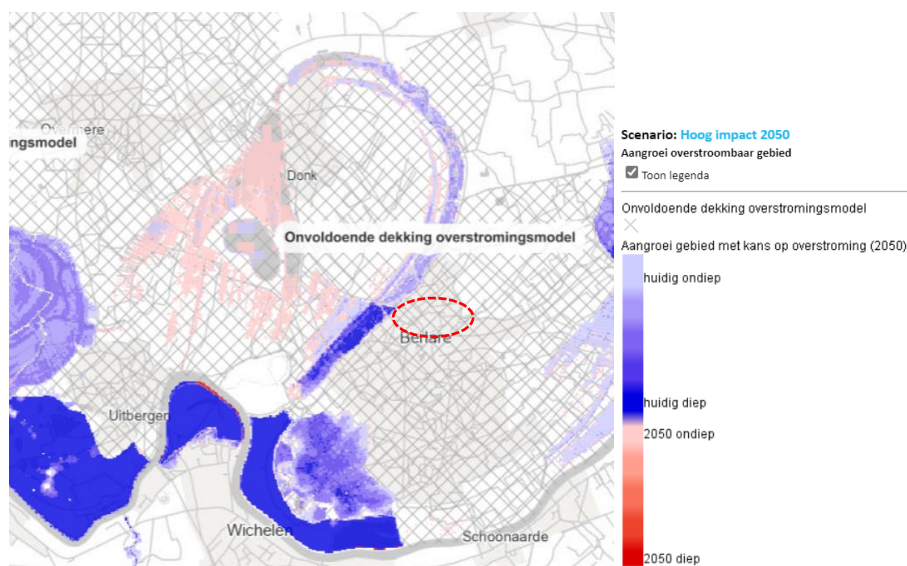 Overmere
ngsmodel
Donk
Onvoldoende dekking overstromingsmodel
Berlare
Uitbergen
Wichelen
Schoonaarde
Scenario: Hoog impact 2050
Aangroei overstroombaar gebied
Toon legenda
Onvoldoende dekking overstromingsmodel
Aangroei gebied met kans op overstroming (2050)
huidig ondiep
huidig diep
2050 ondiep
2050 diep